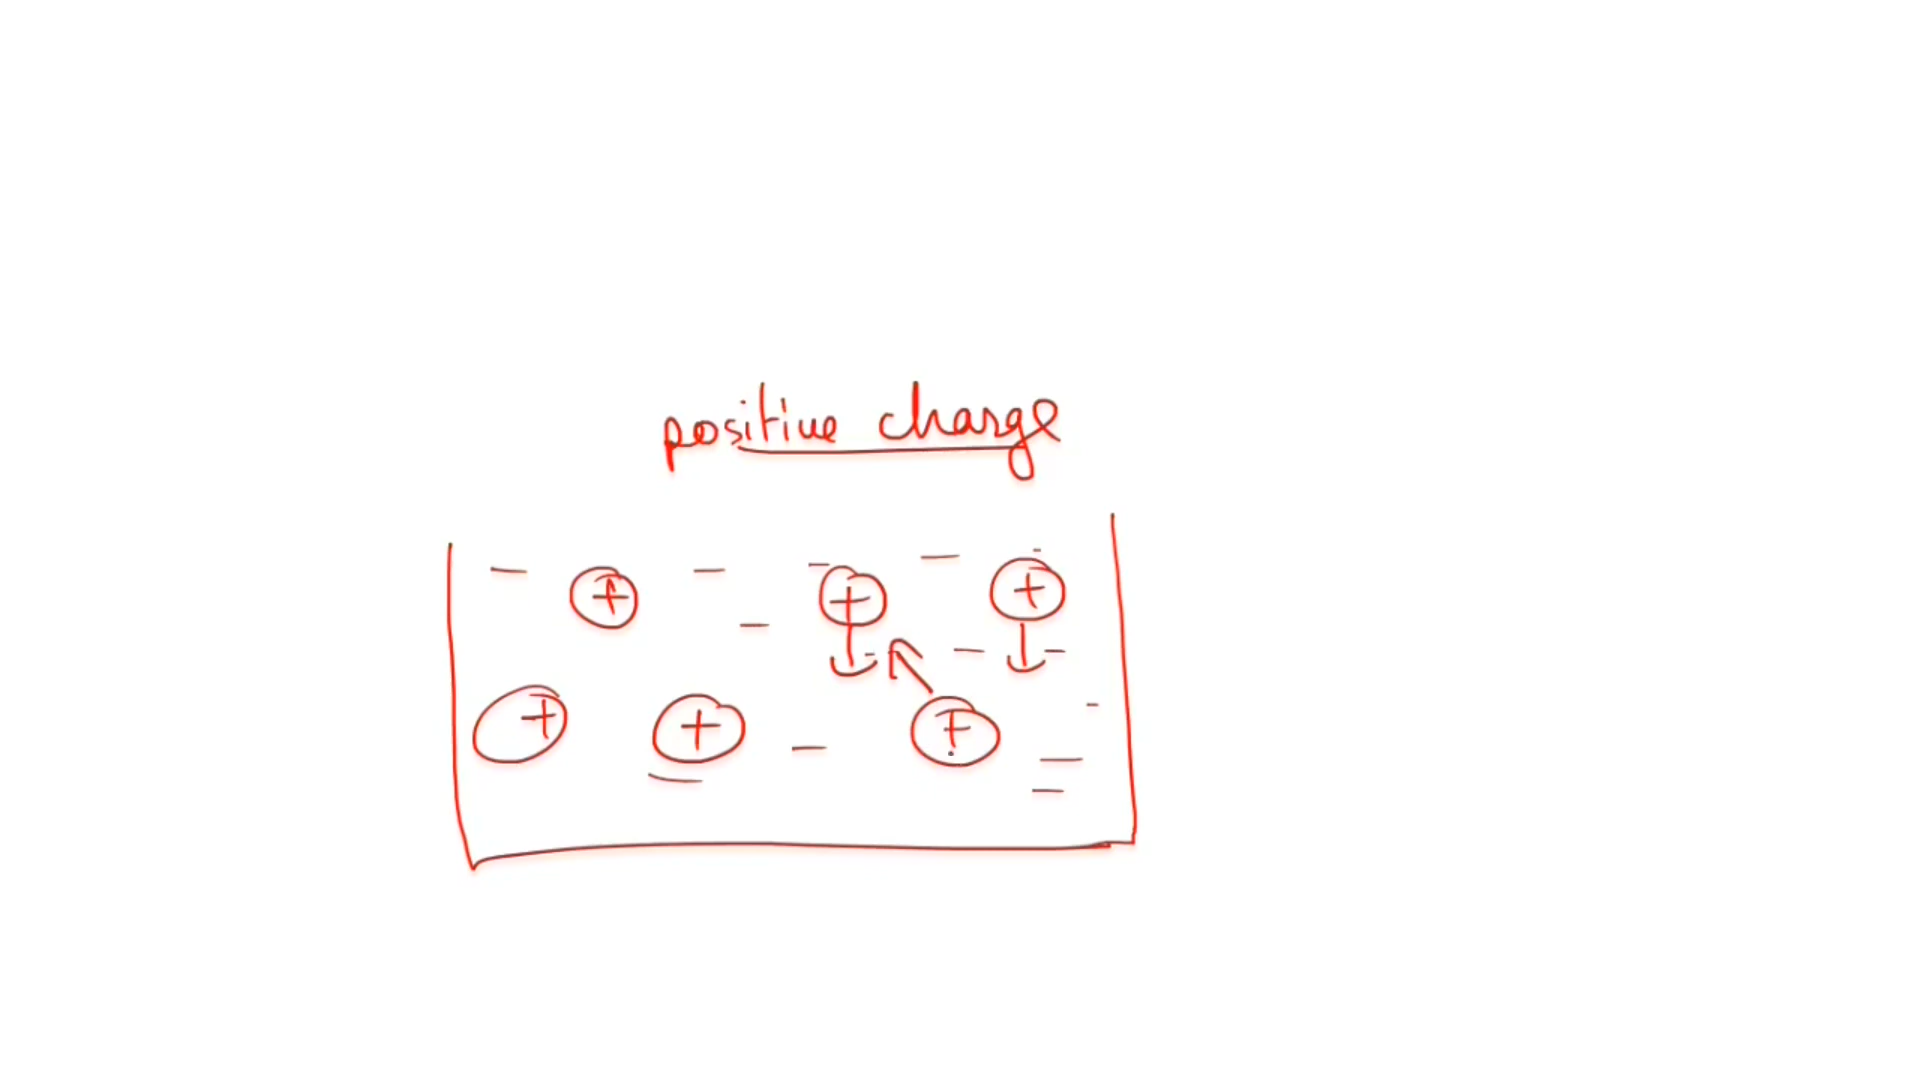 positive charge
- + - - + - - +
- - - -
+ + - + - -
- -